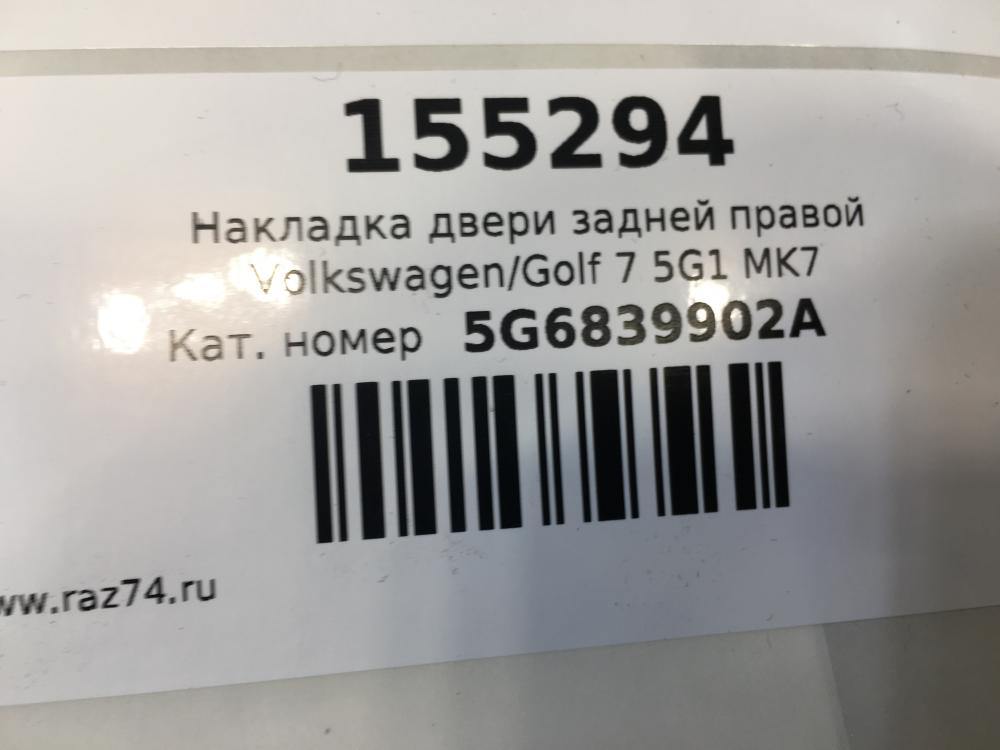 155294
Накладка двери задней правой
Volkswagen/Golf 7 5G1 MK7
Кат. номер 5G6839902A
ww.raz74.ru